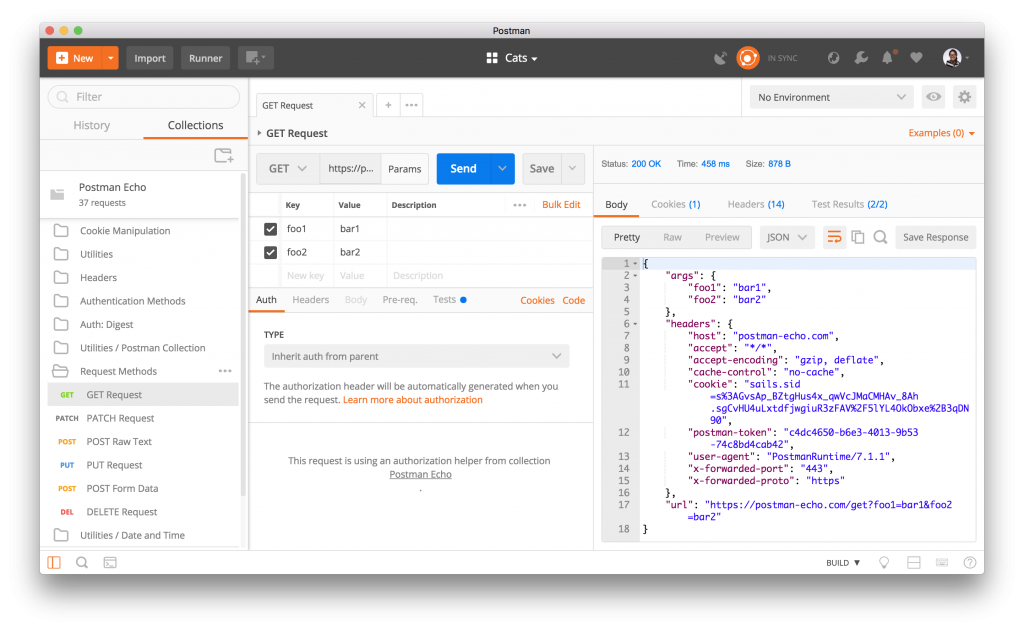 Postman
New
Import
Runner
Cats
IN SYNC
Filter
History
Collections
Postman Echo
37 requests
Cookie Manipulation
Utilities
Headers
Authentication Methods
Auth: Digest
Utilities / Postman Collection
Request Methods
GET GET Request
PATCH PATCH Request
POST POST Raw Text
PUT PUT Request
POST POST Form Data
DEL DELETE Request
Utilities / Date and Time
GET Request
No Environment
GET Request
Examples (0)
GET
https://p...
Params
Send
Save
Key Value Description Bulk Edit
foo1 bar1
foo2 bar2
New key Value Description
Auth Headers Body Pre-req. Tests Cookies Code
TYPE
Inherit auth from parent
The authorization header will be automatically generated when you
send the request. Learn more about authorization
This request is using an authorization helper from collection
Postman Echo
.
Status: 200 OK Time: 458 ms Size: 878 B
Body Cookies (1) Headers (14) Test Results (2/2)
Pretty Raw Preview JSON Save Response
1 {
2 "args": {
3 "foo1": "bar1",
4 "foo2": "bar2"
5 },
6 "headers": {
7 "host": "postman-echo.com",
8 "accept": "*/*",
9 "accept-encoding": "gzip, deflate",
10 "cache-control": "no-cache",
11 "cookie": "sails.sid
=s%3AGvsAp_BZtgHus4x_qwVcJMaCMHAv_8Ah
.sgCvHU4uLxtdfjwgiuR3zFAV%2F5lYL4OkObxe%2B3qDN
90",
12 "postman-token": "c4dc4650-b6e3-4013-9b53
-74c8bd4cab42",
13 "user-agent": "PostmanRuntime/7.1.1",
14 "x-forwarded-port": "443",
15 "x-forwarded-proto": "https"
16 },
17 "url": "https://postman-echo.com/get?foo1=bar1&foo2
=bar2"
18 }
BUILD